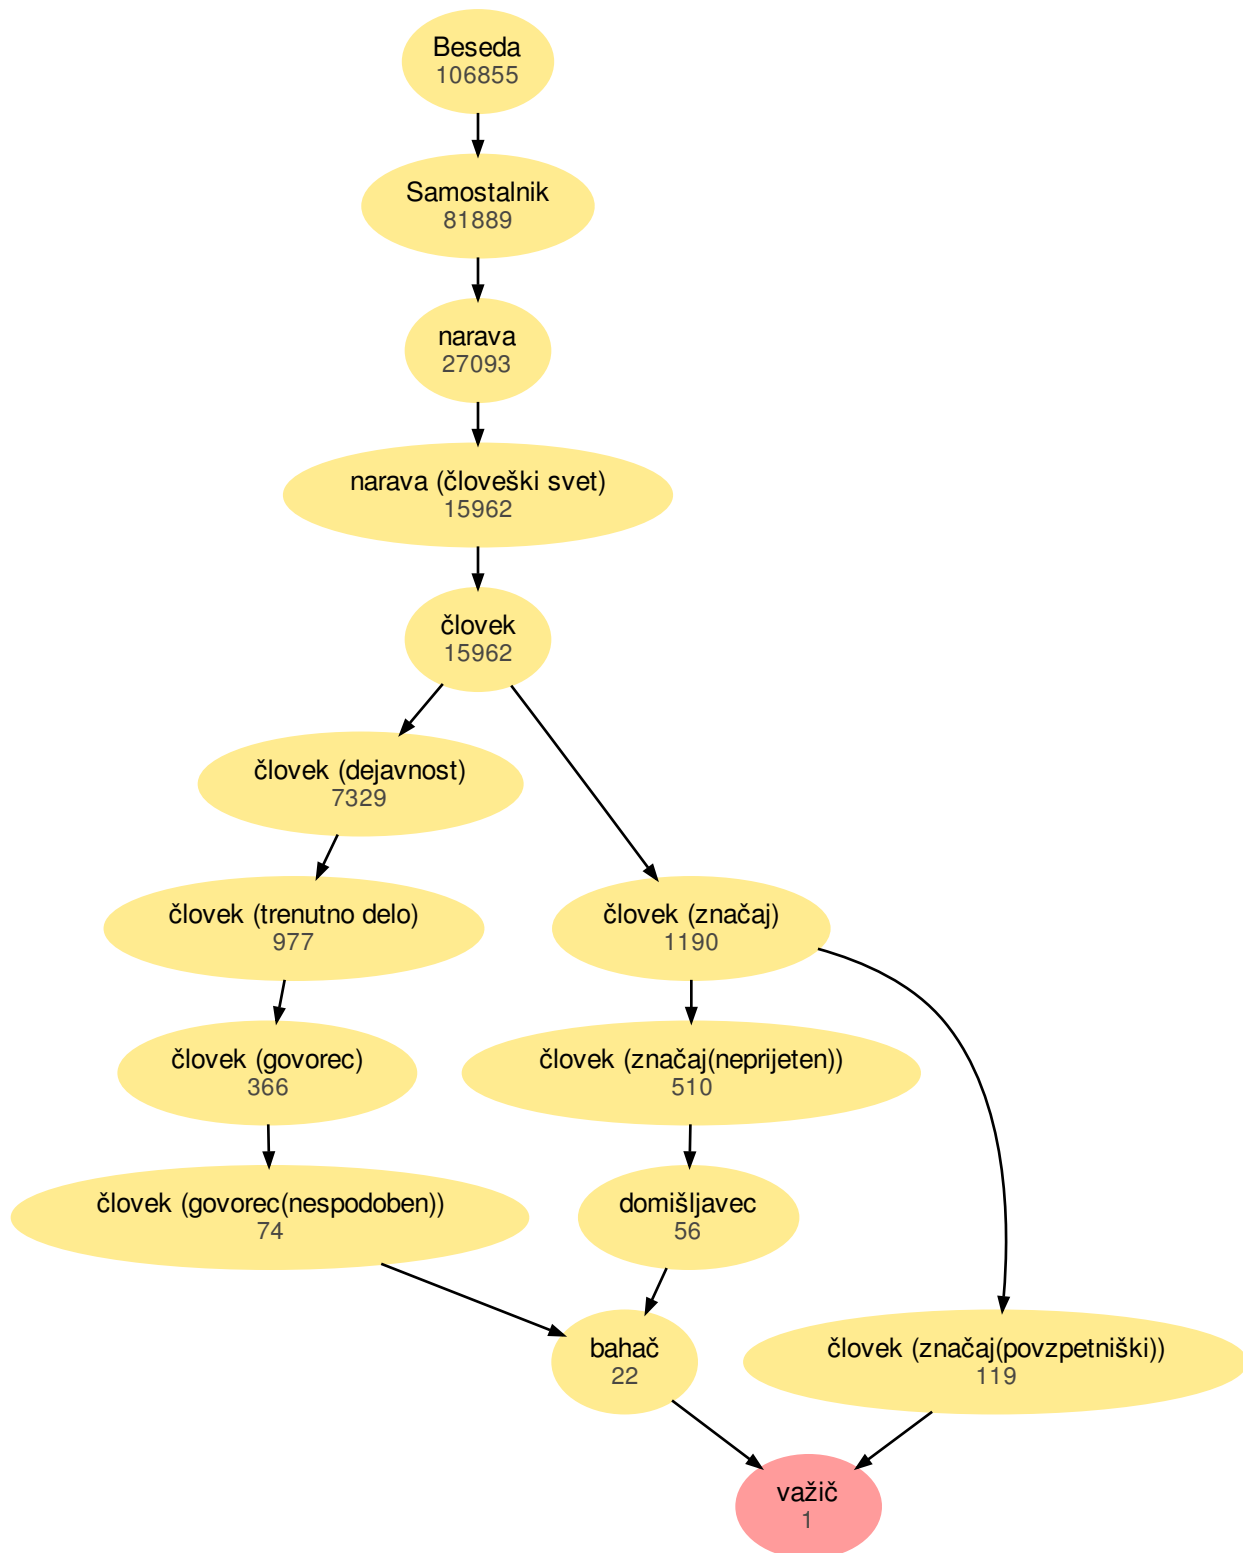 Beseda
106855
Samostalnik
81889
narava
27093
narava (človeški svet)
15962
človek
15962
človek (dejavnost)
7329
človek (trenutno delo)
977
človek (značaj)
1190
človek (govorec)
366
človek (značaj(neprijeten))
510
človek (govorec(nespodoben))
74
domišljavec
56
bahač
22
človek (značaj(povzpetniški))
119
važič
1